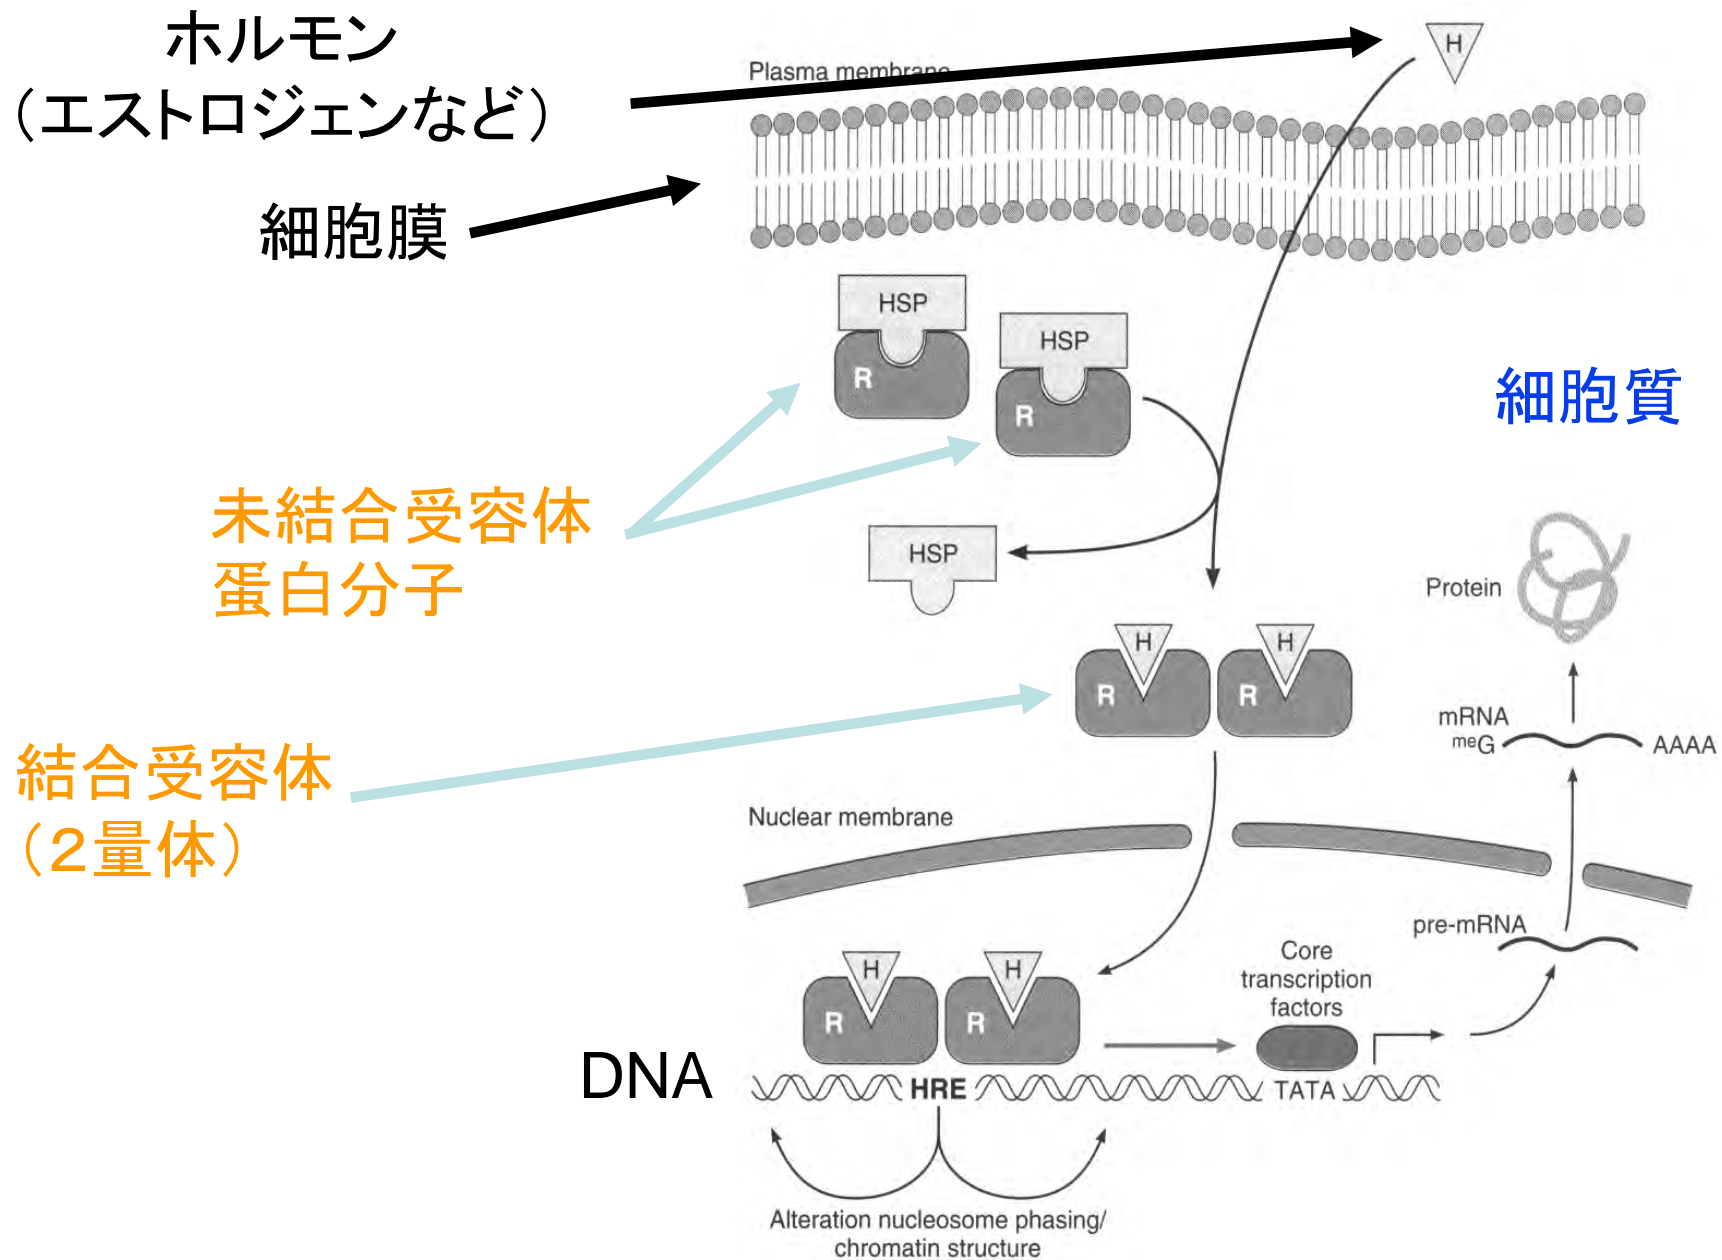 ホルモン
（エストロジェンなど）
H
Plasma membrane
細胞膜
HSP
R
HSP
R
細胞質
未結合受容体
蛋白分子
HSP
Protein
H
H
R
R
mRNA
meG
AAAA
結合受容体
（２量体）
Nuclear membrane
pre-mRNA
Core
transcription
factors
H
H
R
R
DNA
HRE
TATA
Alteration nucleosome phasing/
chromatin structure